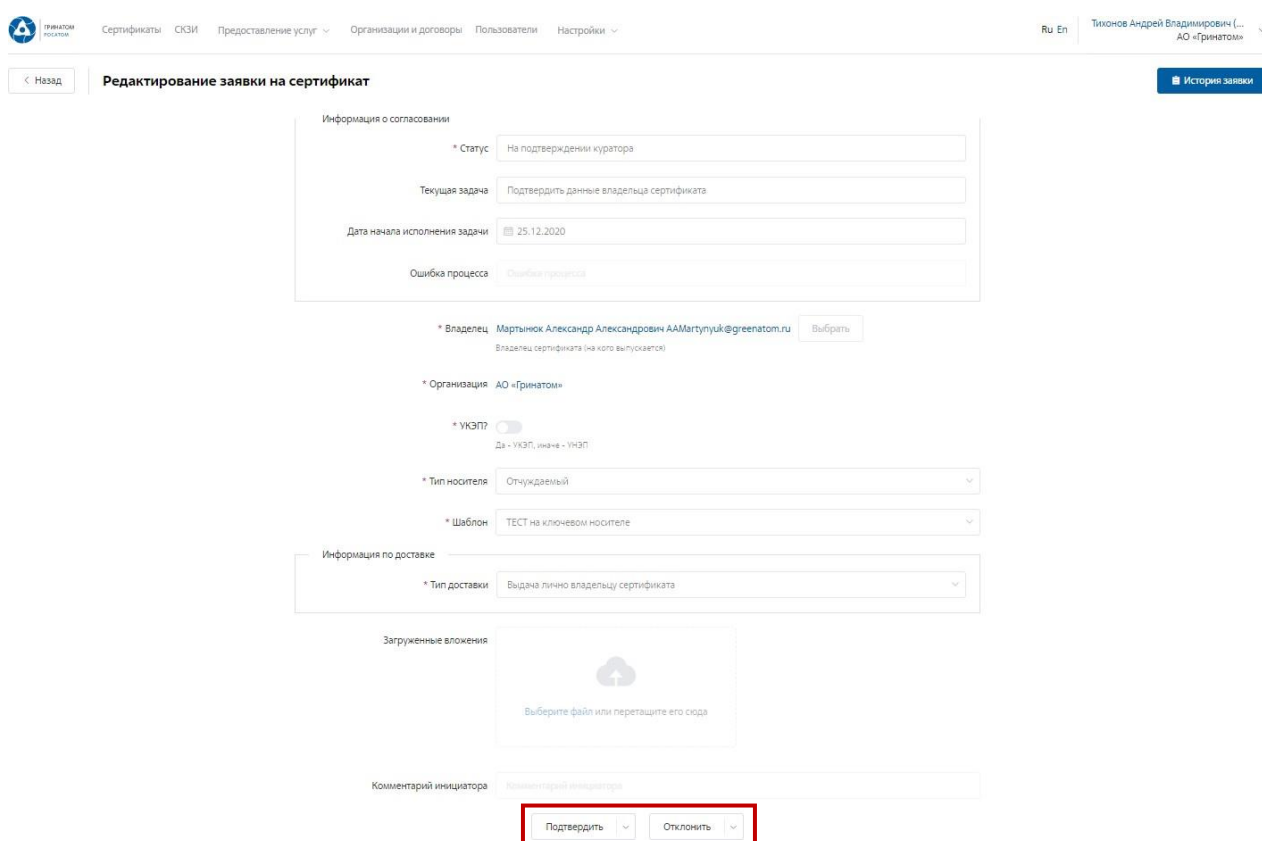 ГРИНАТОМ
РОСАТОМ
Сертификаты СКЗИ Предоставление услуг Организации и договоры Пользователи Настройки
Ru En
Тихонов Андрей Владимирович (...
АО «Гринатом»
< Назад
Редактирование заявки на сертификат
История заявки
Информация о согласовании
* Статус На подтверждении куратора
Текущая задача Подтвердить данные владельца сертификата
Дата начала исполнения задачи 25.12.2020
Ошибка процесса Ошибка процесса
* Владелец Мартынюк Александр Александрович AAMartynyuk@greenatom.ru Выбрать
Владелец сертификата (на кого выпускается)
* Организация АО «Гринатом»
* УКЭП?
Да - УКЭП, иначе - УНЭП
* Тип носителя Отчуждаемый
* Шаблон ТЕСТ на ключевом носителе
Информация по доставке
* Тип доставки Выдача лично владельцу сертификата
Загруженные вложения
Выберите файл или перетащите его сюда
Комментарий инициатора Комментарий инициатора
Подтвердить Отклонить